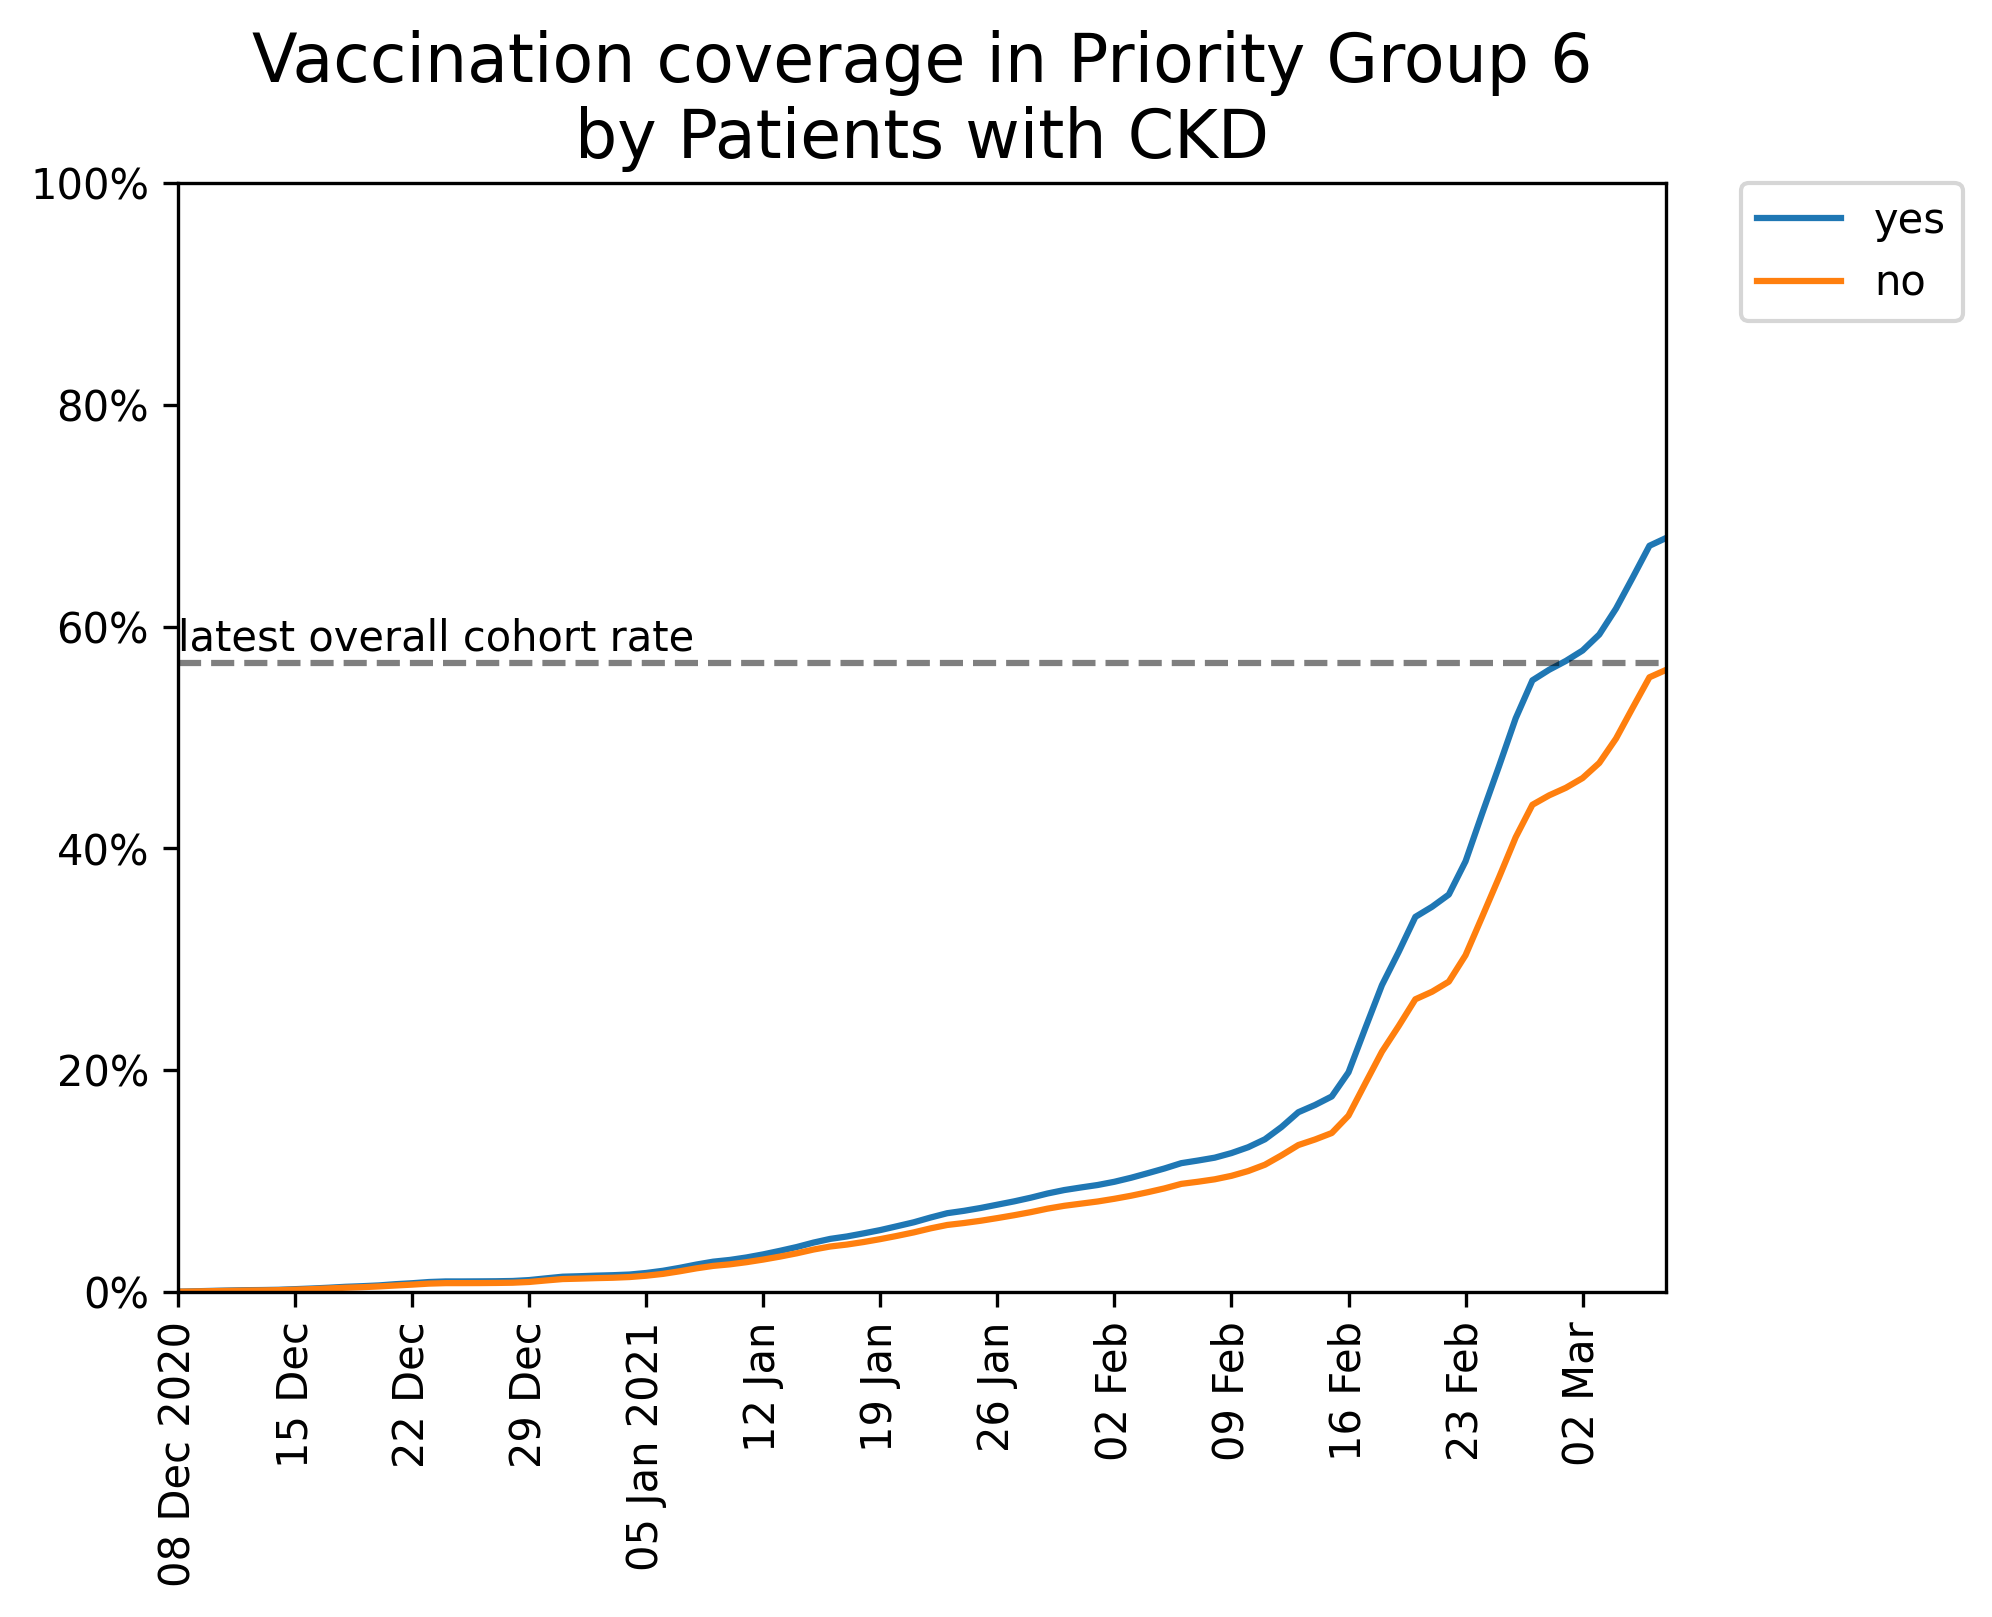 Vaccination coverage in Priority Group 6
by Patients with CKD
100%
80%
60%
40%
20%
0%
latest overall cohort rate
yes
no
08 Dec 2020
15 Dec
22 Dec
29 Dec
05 Jan 2021
12 Jan
19 Jan
26 Jan
02 Feb
09 Feb
16 Feb
23 Feb
02 Mar